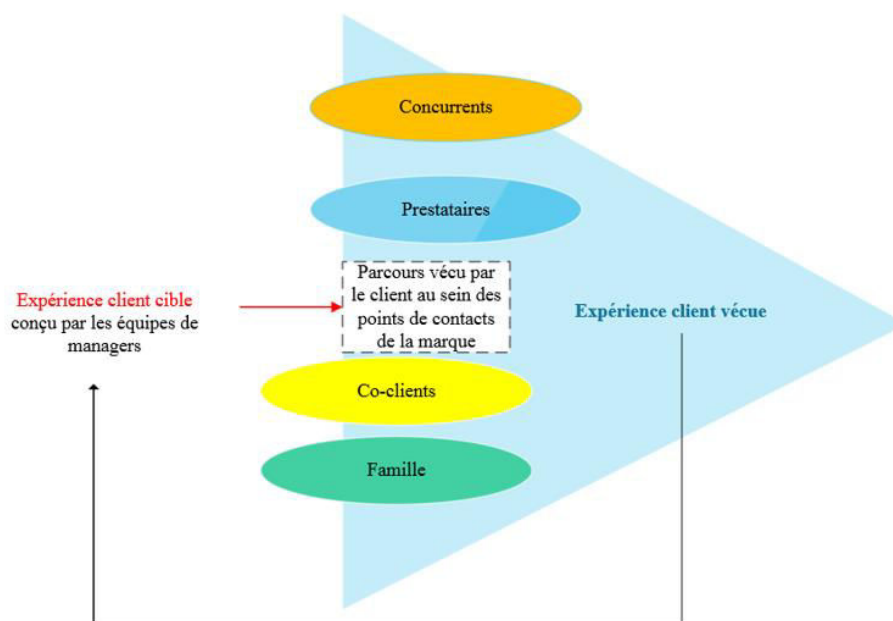 Concurrents
Prestataires
Expérience client cible
conçu par les équipes de
managers
Parcours vécu par
le client au sein des
points de contacts
de la marque
Expérience client vécue
Co-clients
Famille